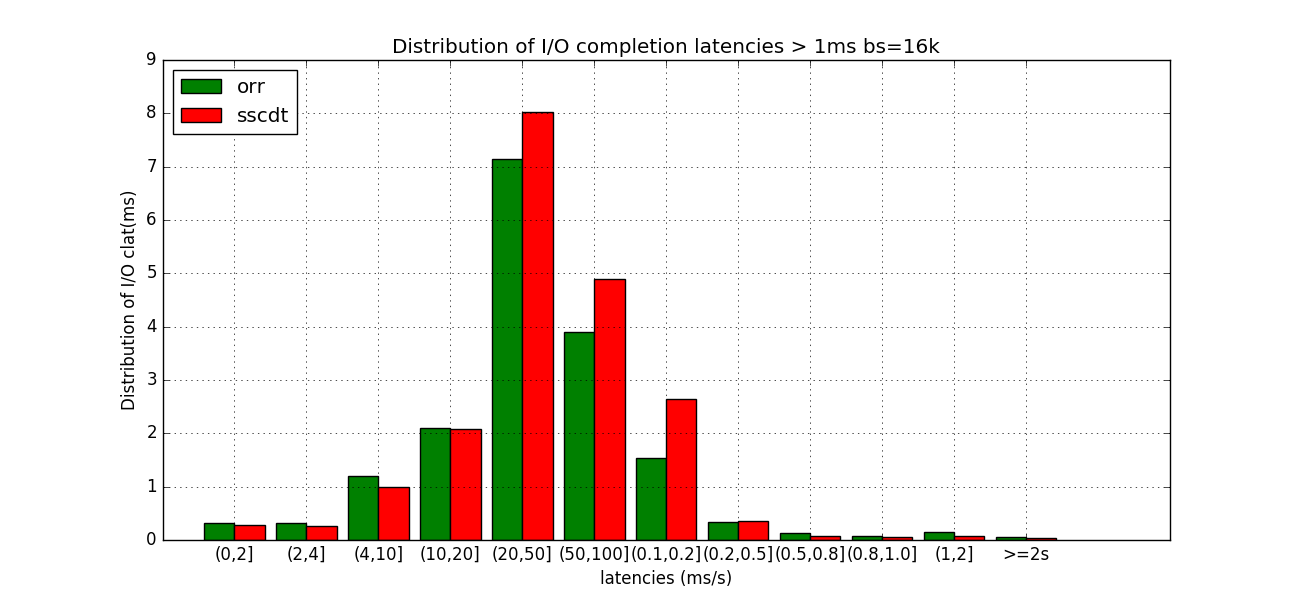 Distribution of I/O completion latencies > 1ms bs=16k
orr
sscdt
Distribution of I/O clat(ms)
9
8
7
6
5
4
3
2
1
0
(0,2] (2,4] (4,10] (10,20] (20,50] (50,100] (0.1,0.2] (0.2,0.5] (0.5,0.8] (0.8,1.0] (1,2] >=2s
latencies (ms/s)